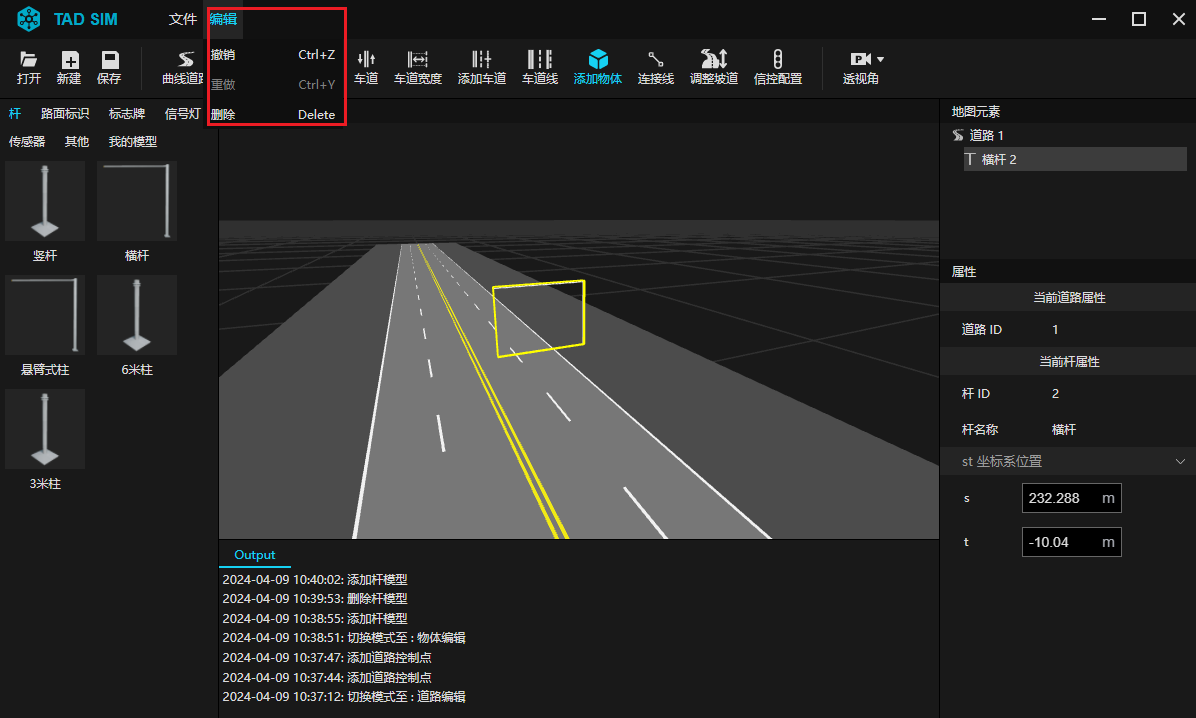 TAD SIM 文件 编辑
撤销 Ctrl+Z
重做 Ctrl+Y
删除 Delete
打开 新建 保存 曲线道路 车道 车道宽度 添加车道 车道线 添加物体 连接线 调整坡道 信控配置 透视角
杆 路面标识 标志牌 信号灯
传感器 其他 我的模型
竖杆 横杆
悬臂式柱 6米柱
3米柱
Output
2024-04-09 10:40:02: 添加杆模型
2024-04-09 10:39:53: 删除杆模型
2024-04-09 10:38:55: 添加杆模型
2024-04-09 10:38:51: 切换模式至 : 物体编辑
2024-04-09 10:37:47: 添加道路控制点
2024-04-09 10:37:44: 添加道路控制点
2024-04-09 10:37:12: 切换模式至 : 道路编辑
地图元素
道路 1
横杆 2
属性
当前道路属性
道路 ID 1
当前杆属性
杆 ID 2
杆名称 横杆
st 坐标系位置
s 232.288 m
t -10.04 m